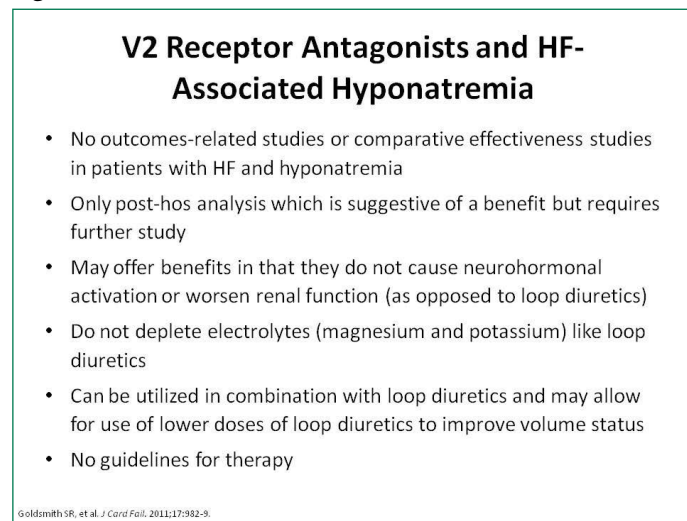 V2 Receptor Antagonists and HF-
Associated Hyponatremia
• No outcomes-related studies or comparative effectiveness studies
in patients with HF and hyponatremia
• Only post-hos analysis which is suggestive of a benefit but requires
further study
• May offer benefits in that they do not cause neurohormonal
activation or worsen renal function (as opposed to loop diuretics)
• Do not deplete electrolytes (magnesium and potassium) like loop
diuretics
• Can be utilized in combination with loop diuretics and may allow
for use of lower doses of loop diuretics to improve volume status
• No guidelines for therapy
Goldsmith SR, et al. J Card Fail. 2011;17:982-9.